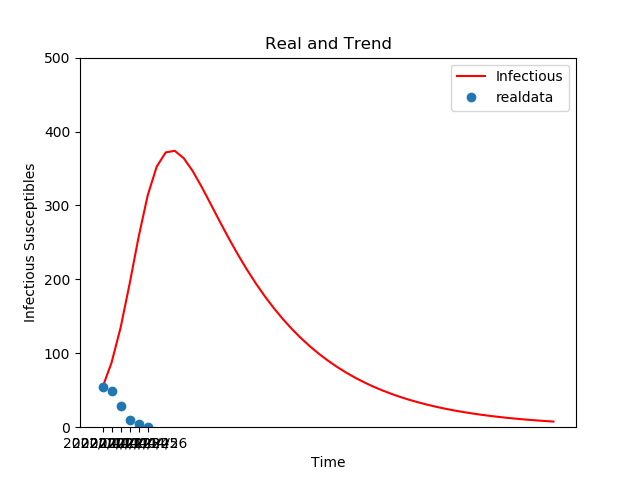 Real and Trend
500
Infectious
realdata
400
300
200
100
0
Infectious Susceptibles
Time